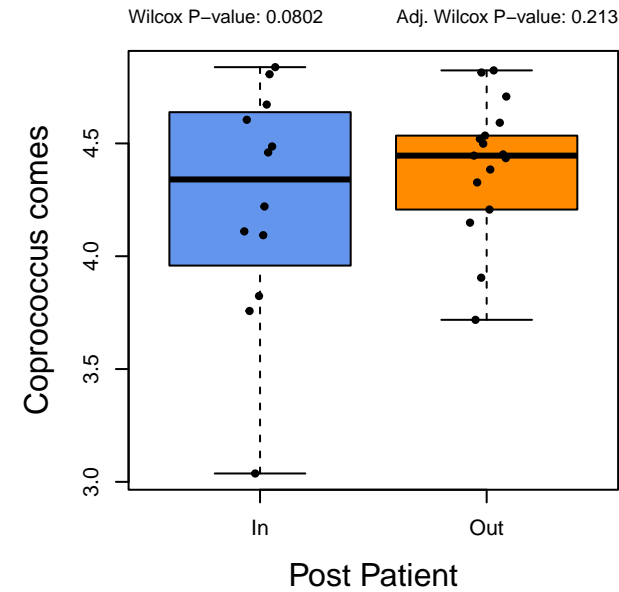 Wilcox P−value: 0.0802 Adj. Wilcox P−value: 0.213
Coprococcus comes
4.5
4.0
3.5
3.0
In Out
Post Patient